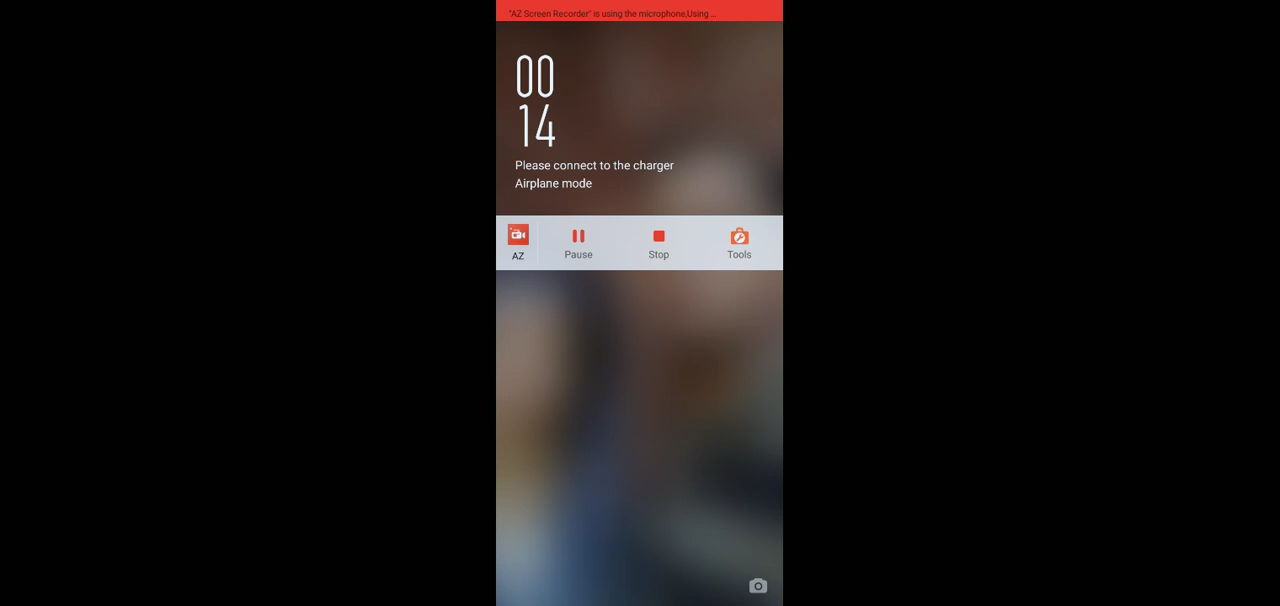 "AZ Screen Recorder" is using the microphone,Using ...
00
14
Please connect to the charger
Airplane mode
AZ
Pause
Stop
Tools